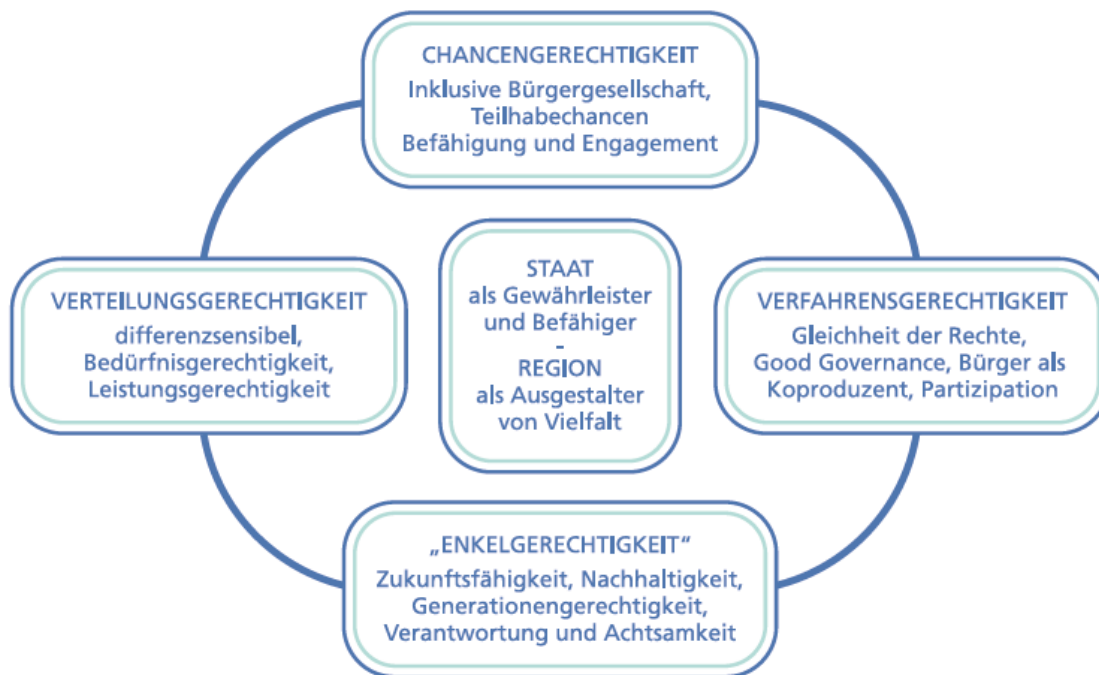 CHANCENGERECHTIGKEIT
Inklusive Bürgergesellschaft,
Teilhabechancen
Befähigung und Engagement
VERTEILUNGSGERECHTIGKEIT
differenzsensibel,
Bedürfnisgerechtigkeit,
Leistungsgerechtigkeit
STAAT
als Gewährleister
und Befähiger
-
REGION
als Ausgestalter
von Vielfalt
VERFAHRENSGERECHTIGKEIT
Gleichheit der Rechte,
Good Governance, Bürger als
Koproduzent, Partizipation
„ENKELGERECHTIGKEIT“
Zukunftsfähigkeit, Nachhaltigkeit,
Generationengerechtigkeit,
Verantwortung und Achtsamkeit